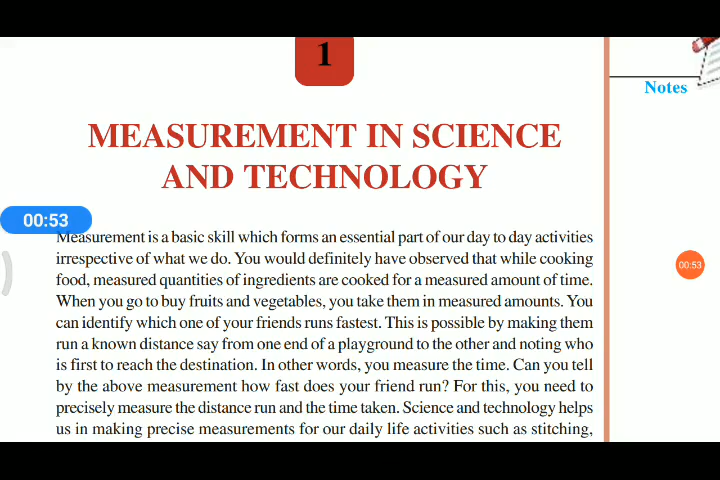 1
Notes
MEASUREMENT IN SCIENCE
AND TECHNOLOGY
00:53
Measurement is a basic skill which forms an essential part of our day to day activities
irrespective of what we do. You would definitely have observed that while cooking
food, measured quantities of ingredients are cooked for a measured amount of time.
When you go to buy fruits and vegetables, you take them in measured amounts. You
can identify which one of your friends runs fastest. This is possible by making them
run a known distance say from one end of a playground to the other and noting who
is first to reach the destination. In other words, you measure the time. Can you tell
by the above measurement how fast does your friend run? For this, you need to
precisely measure the distance run and the time taken. Science and technology helps
us in making precise measurements for our daily life activities such as stitching,
00:53